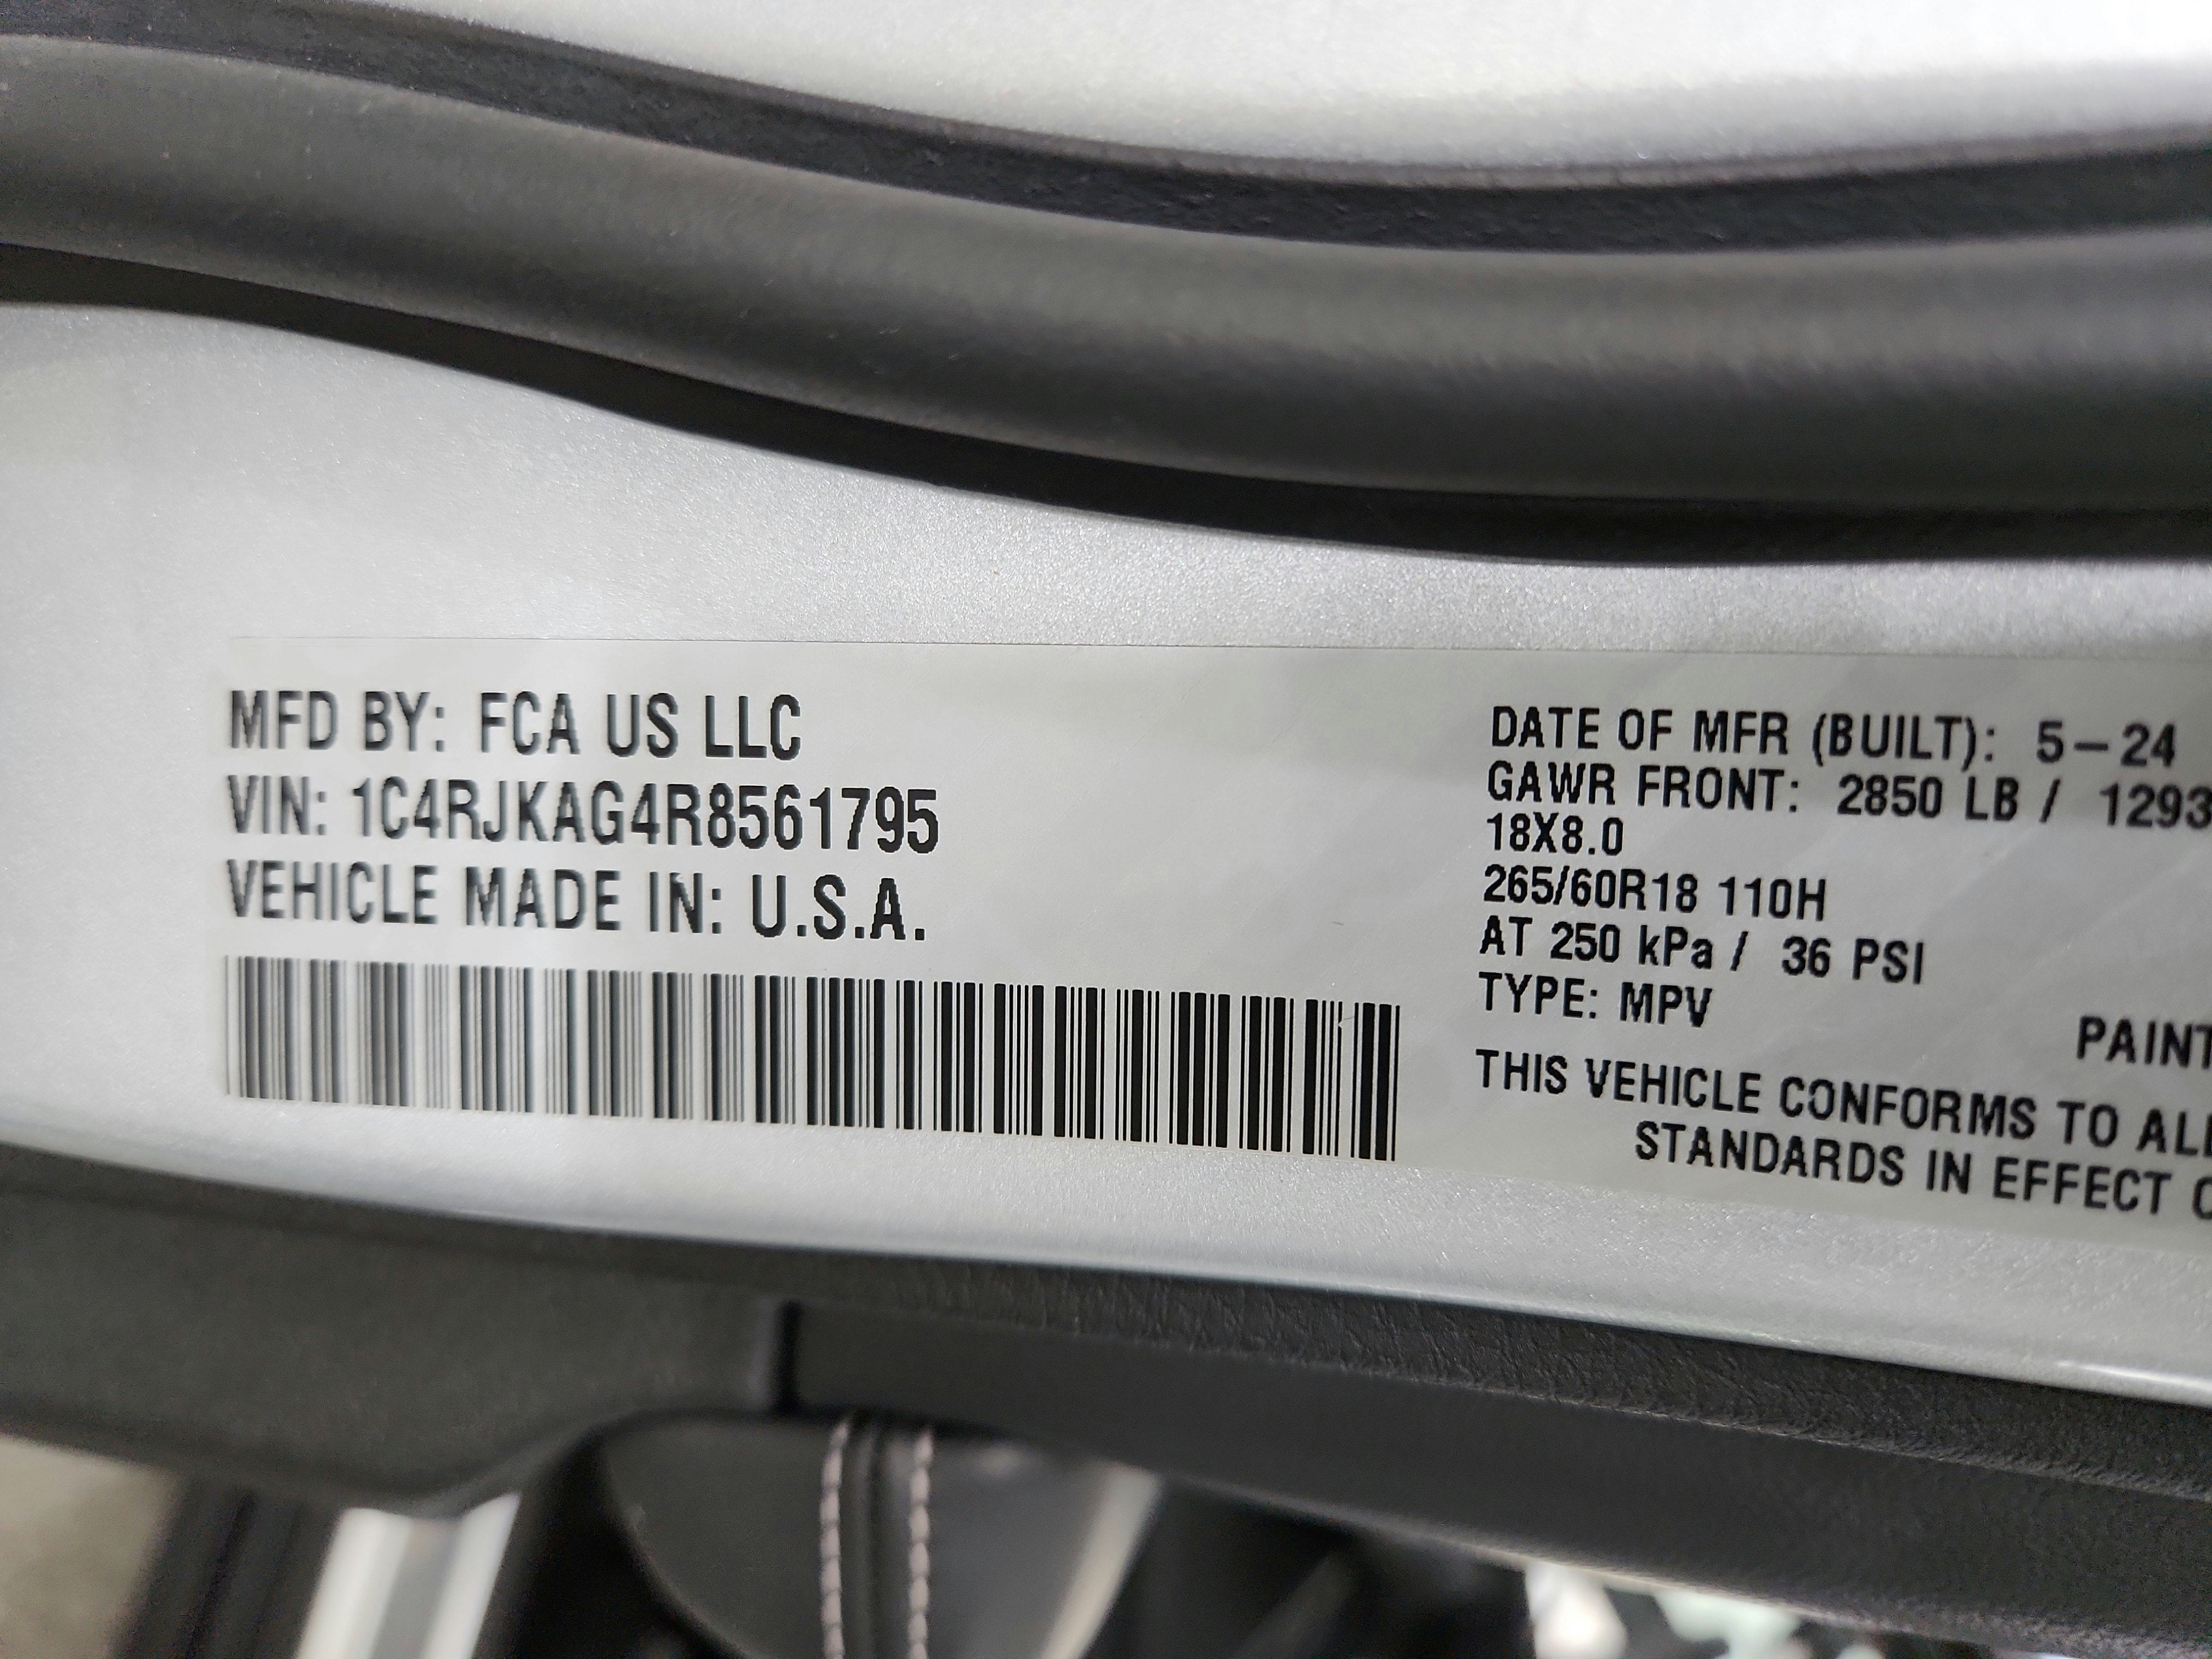 MFD BY: FCA US LLC
VIN: 1C4RJKAG4R8561795
VEHICLE MADE IN: U.S.A.
DATE OF MFR (BUILT): 5-24
GAWR FRONT: 2850 LB / 1293
18X8.0
265/60R18 110H
AT 250 kPa / 36 PSI
TYPE: MPV
PAINT
THIS VEHICLE CONFORMS TO ALL
STANDARDS IN EFFECT